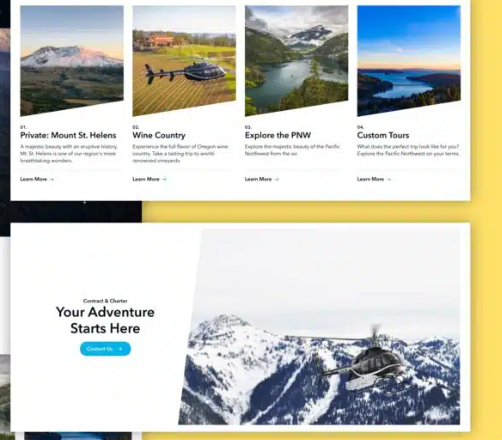 01.
Private: Mount St. Helens
A majestic beauty with an eruptive history,
Mt. St. Helens is one of our region's more
breathtaking wonders.
Learn More →
02.
Wine Country
Experience the full flavor of Oregon wine
country. Take a tasting trip to world-
renowned vineyards
Learn More →
03.
Explore the PNW
Explore the majestic beauty of the Pacific
Northwest from the air.
Learn More →
04.
Custom Tours
What does the perfect trip look like for you?
Explore the Pacific Northwest on your terms.
Learn More →
Contract & Charter
Your Adventure
Starts Here
Contact Us →